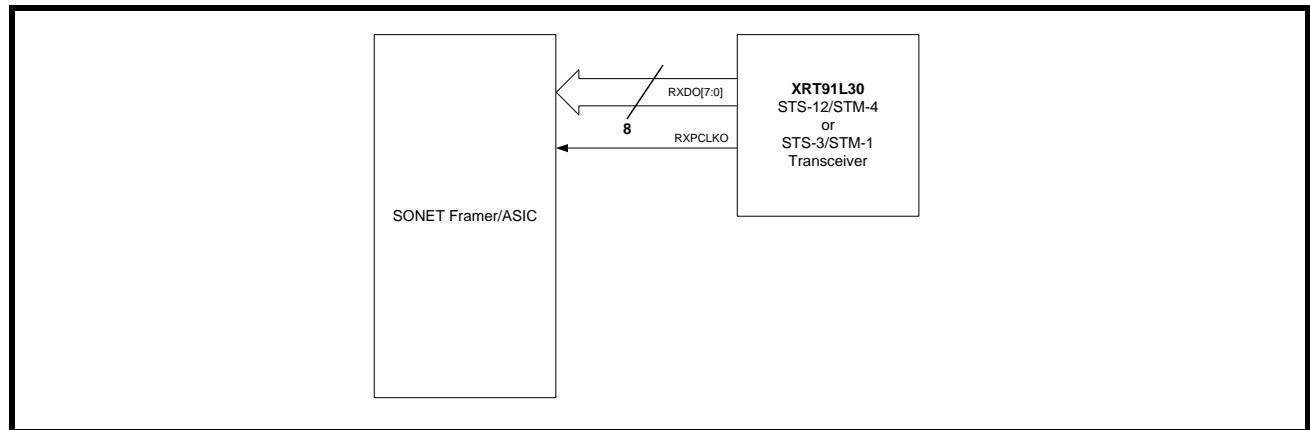 RXDO[7:0]
8
RXPCLKO
XRT91L30
STS-12/STM-4
or
STS-3/STM-1
Transceiver
SONET Framer/ASIC